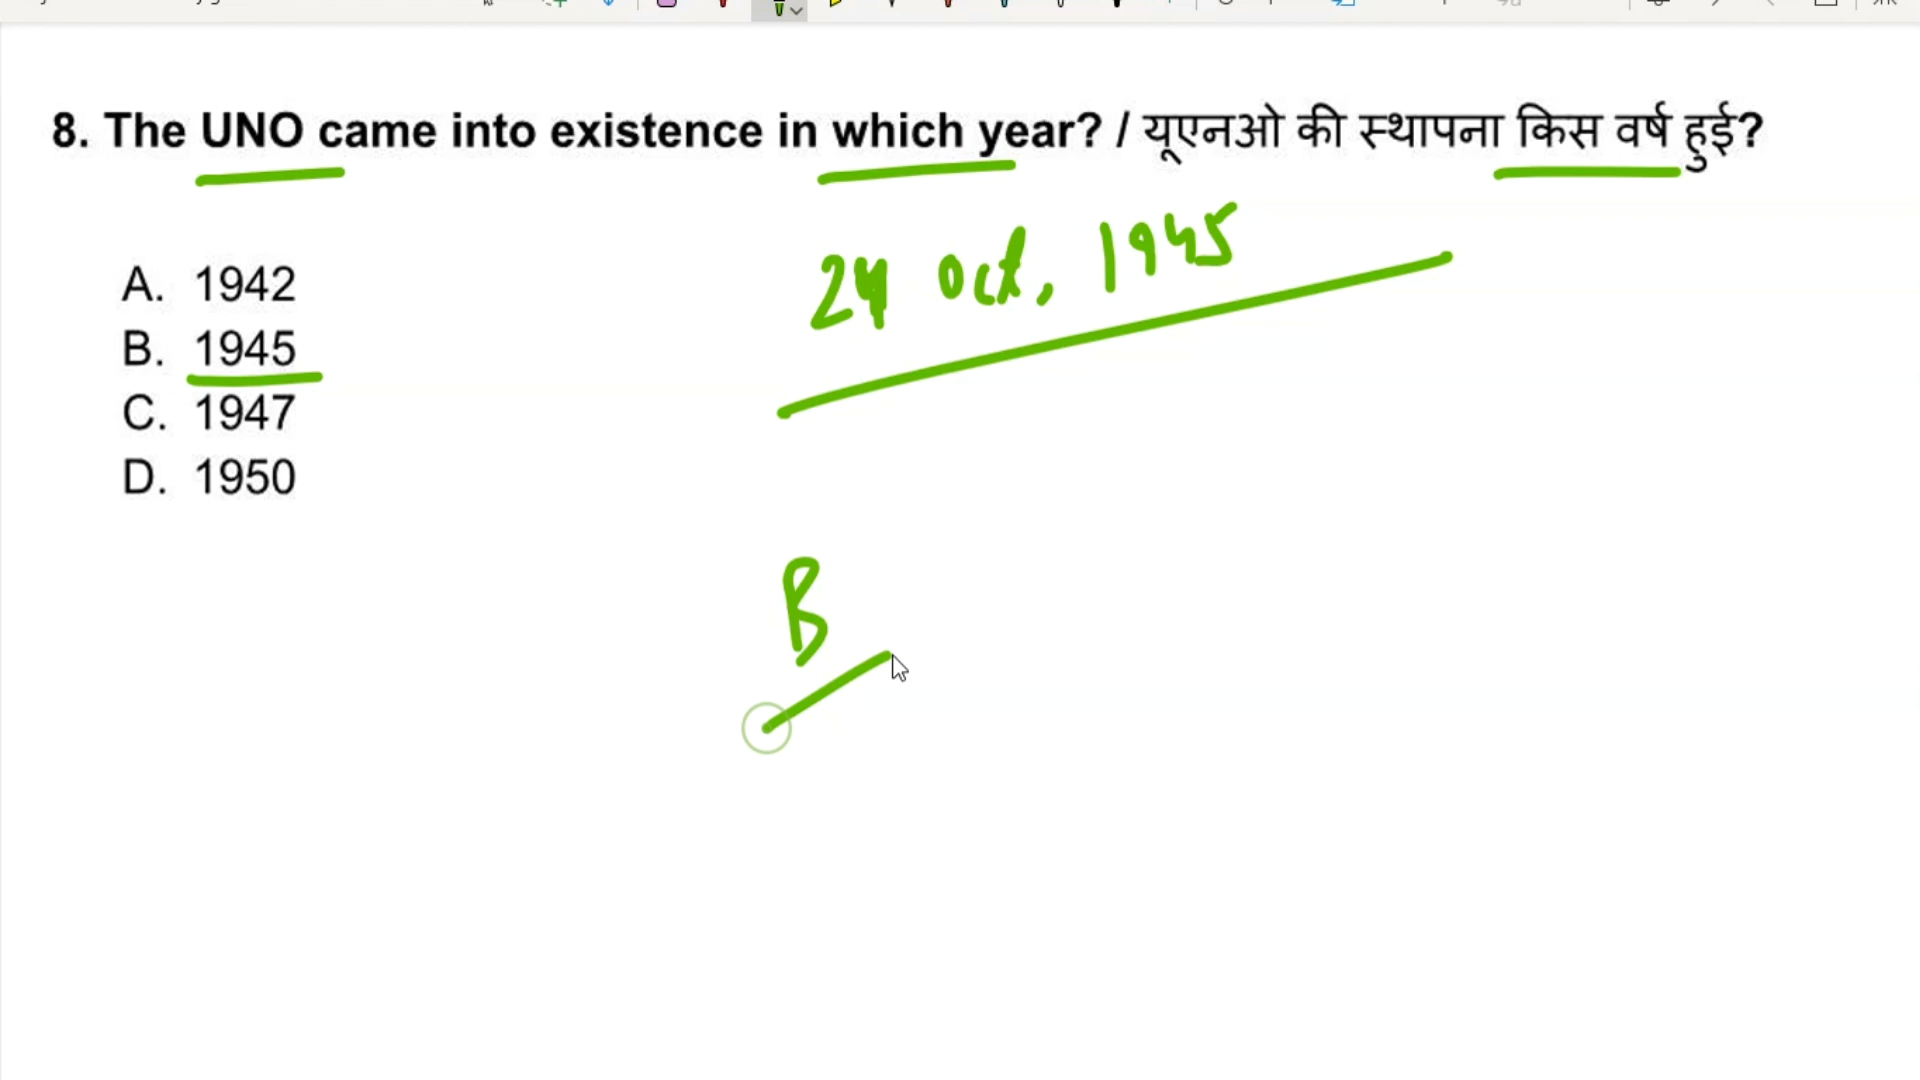 8. The UNO came into existence in which year? / यूएनओ की स्थापना किस वर्ष हुई?
24 Oct, 1945
A. 1942
B. 1945
C. 1947
D. 1950
B